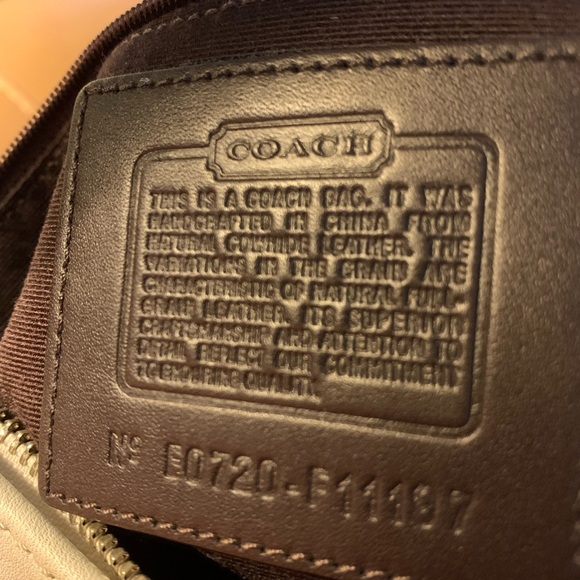 COACH
THIS IS A COACH BAG. IT WAS
HANDCRAFTED IN CHINA FROM
NATURAL COWHIDE LEATHER. THE
VARIATIONS IN THE GRAIN ARE
CHARACTERISTIC OF NATURAL FULL-
GRAIN LEATHER. ITS SUPERIOR
CRAFTSMANSHIP AND ATTENTION TO
DETAIL REFLECT OUR COMMITMENT
TO ENDURING QUALITY.
Nº E0720-F11197